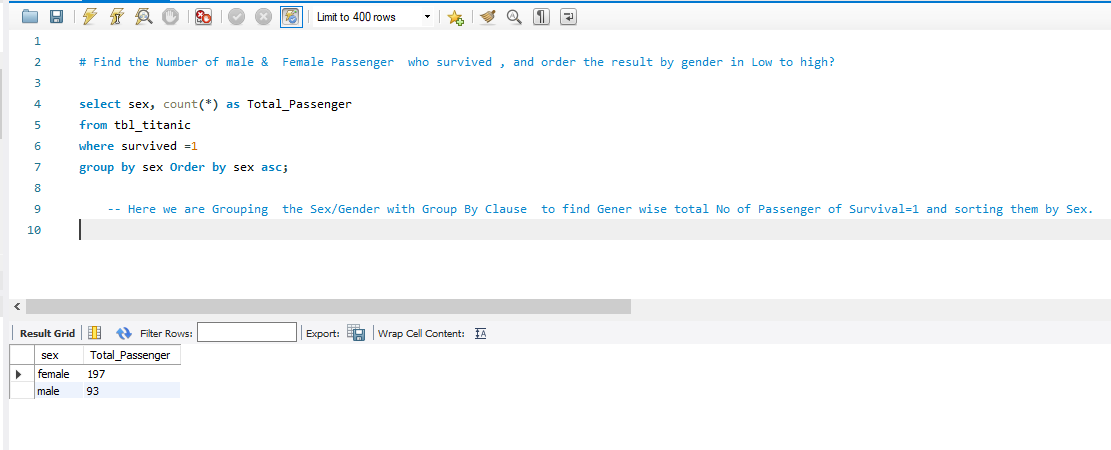 Limit to 400 rows
1
2 # Find the Number of male & Female Passenger who survived , and order the result by gender in Low to high?
3
4 select sex, count(*) as Total_Passenger
5 from tbl_titanic
6 where survived =1
7 group by sex Order by sex asc;
8
9 -- Here we are Grouping the Sex/Gender with Group By Clause to find Gener wise total No of Passenger of Survival=1 and sorting them by Sex.
10
Result Grid Filter Rows: Export: Wrap Cell Content:
sex Total_Passenger
female 197
male 93